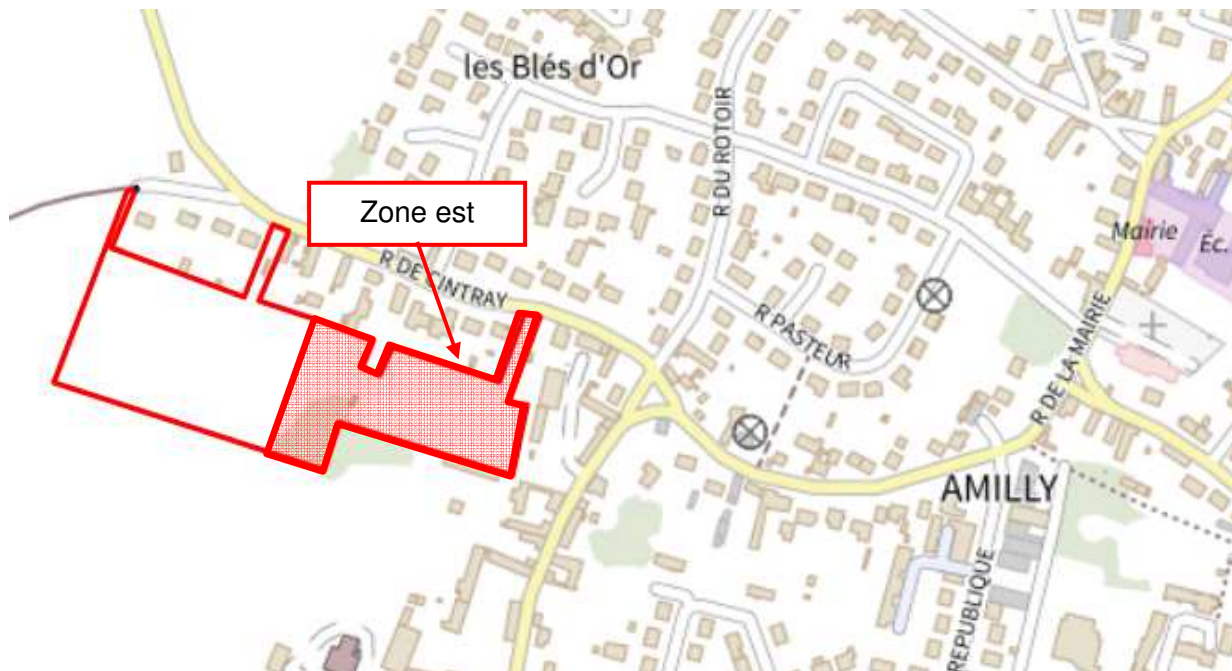 les Blés d'Or
Zone est
R DU ROTOIR
R DE CINTRAY
R PASTEUR
Mairie
Éc.
R DE LA MAIRIE
AMILLY
REPUBLIQUE